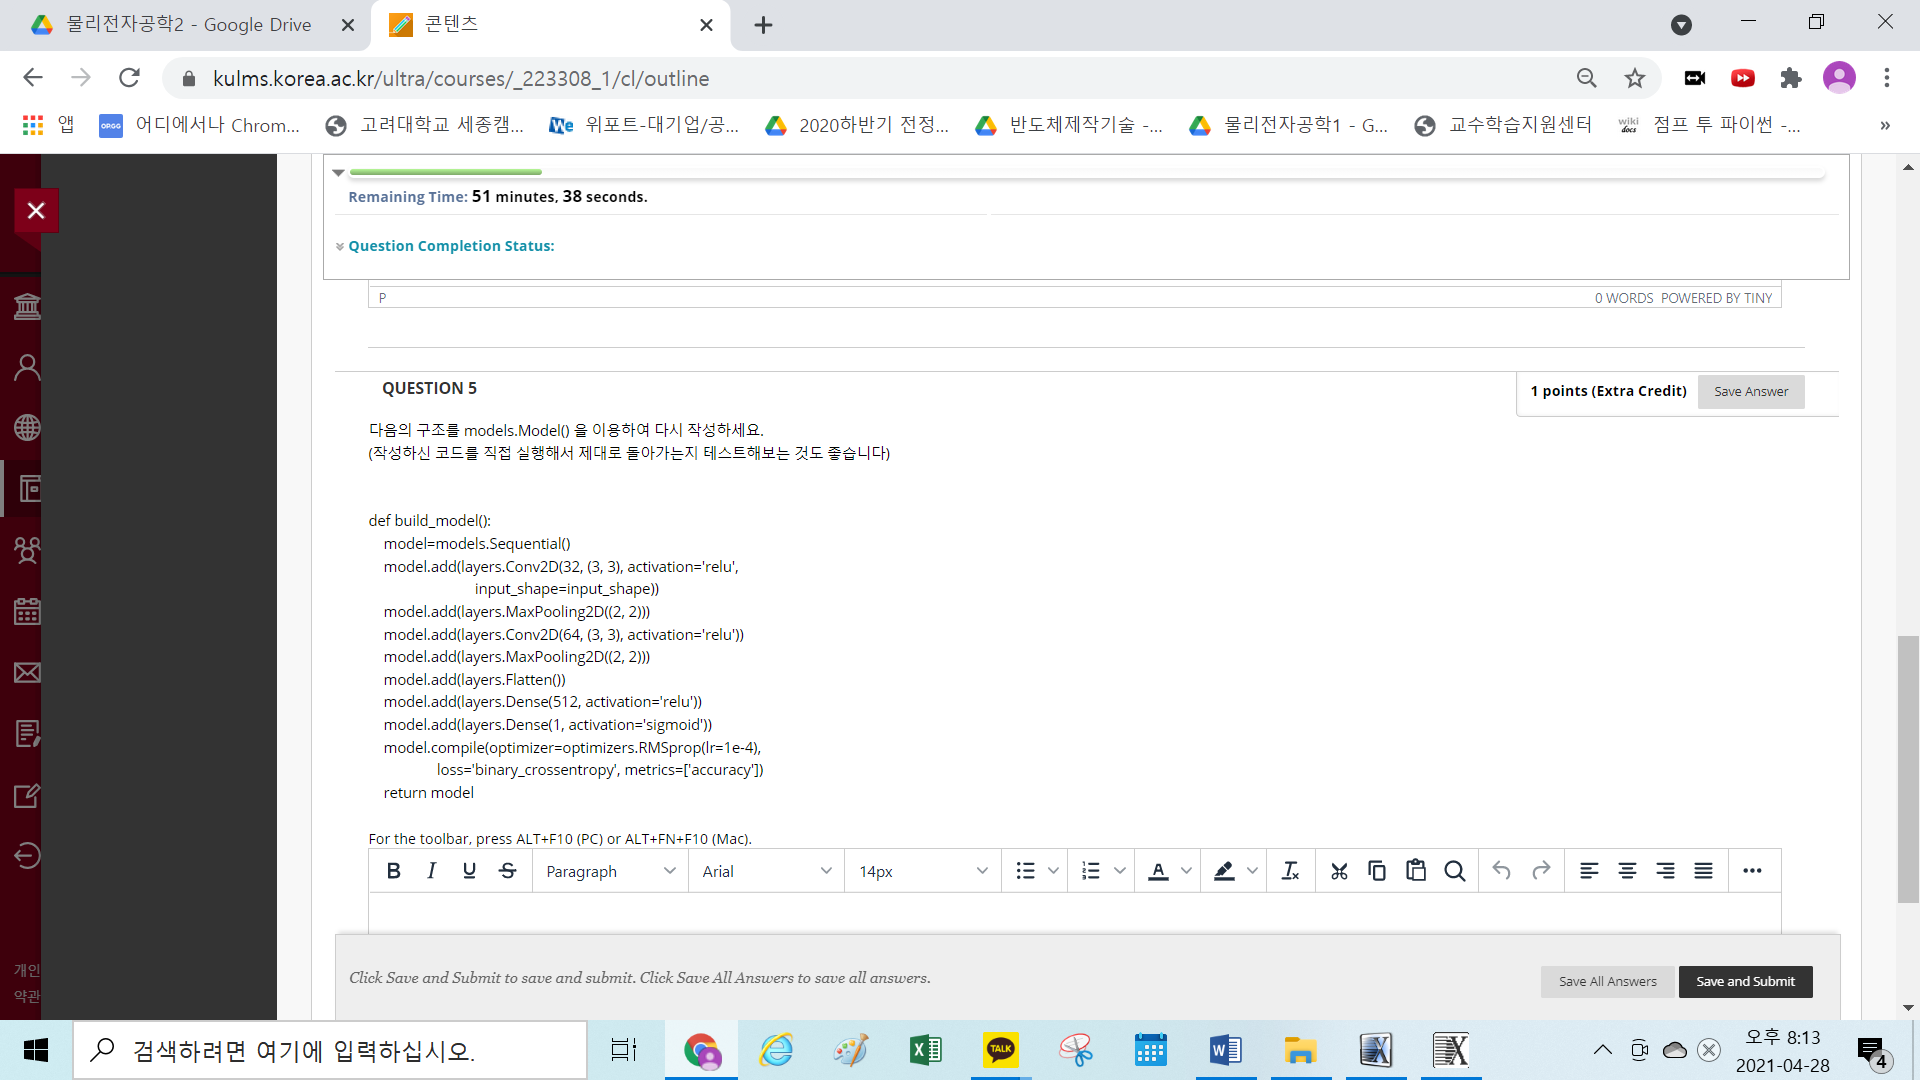 물리전자공학2 - Google Drive
콘텐츠
kulms.korea.ac.kr/ultra/courses/_223308_1/cl/outline
앱
OP.GG
어디에서나 Chrom...
고려대학교 세종캠...
We
위포트-대기업/공...
2020하반기 전정...
반도체제작기술 -...
물리전자공학1 - G...
교수학습지원센터
wiki docs
점프 투 파이썬 -...
»
Remaining Time: 51 minutes, 38 seconds.
Question Completion Status:
P
0 WORDS POWERED BY TINY
QUESTION 5
1 points (Extra Credit)
Save Answer
다음의 구조를 models.Model() 을 이용하여 다시 작성하세요.
(작성하신 코드를 직접 실행해서 제대로 돌아가는지 테스트해보는 것도 좋습니다)
def build_model():
model=models.Sequential()
model.add(layers.Conv2D(32, (3, 3), activation='relu',
input_shape=input_shape))
model.add(layers.MaxPooling2D((2, 2)))
model.add(layers.Conv2D(64, (3, 3), activation='relu'))
model.add(layers.MaxPooling2D((2, 2)))
model.add(layers.Flatten())
model.add(layers.Dense(512, activation='relu'))
model.add(layers.Dense(1, activation='sigmoid'))
model.compile(optimizer=optimizers.RMSprop(lr=1e-4),
loss='binary_crossentropy', metrics=['accuracy'])
return model
For the toolbar, press ALT+F10 (PC) or ALT+FN+F10 (Mac).
B I U S Paragraph Arial 14px
개인
약관
Click Save and Submit to save and submit. Click Save All Answers to save all answers.
Save All Answers
Save and Submit
검색하려면 여기에 입력하십시오.
TALK
오후 8:13
2021-04-28
4